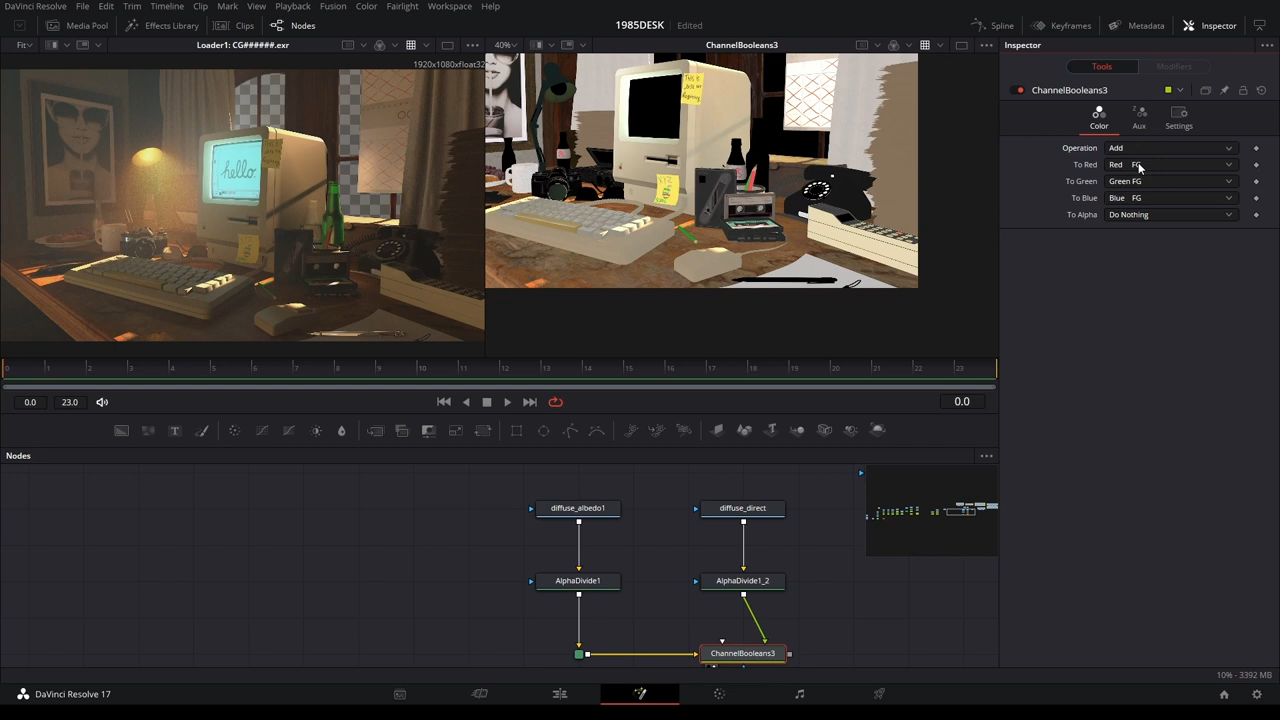 DaVinci Resolve File Edit Trim Timeline Clip Mark View Playback Fusion Color Fairlight Workspace Help
Media Pool Effects Library Clips Nodes 1985DESK Edited Spline Keyframes Metadata Inspector
Fit Loader1: CG######.exr 40% ChannelBooleans3 Inspector
1920x1080xfloat32
Tools Modifiers
ChannelBooleans3
Color Aux Settings
Operation Add
To Red Red FG
To Green Green FG
To Blue Blue FG
To Alpha Do Nothing
hello
This is
0 1 2 3 4 5 6 7 8 9 10 11 12 13 14 15 16 17 18 19 20 21 22 23
0.0 23.0 0.0
Nodes
diffuse_albedo1 diffuse_direct
AlphaDivide1 AlphaDivide1_2
ChannelBooleans3
10% - 3392 MB
DaVinci Resolve 17